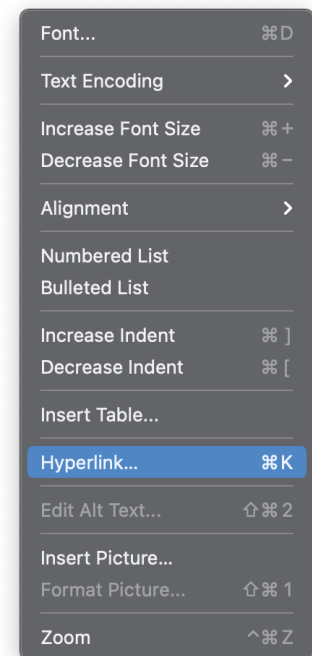 Font... ⌘D
Text Encoding >
Increase Font Size ⌘+
Decrease Font Size ⌘−
Alignment >
Numbered List
Bulleted List
Increase Indent ⌘]
Decrease Indent ⌘[
Insert Table...
Hyperlink... ⌘K
Edit Alt Text... ⇧⌘2
Insert Picture...
Format Picture... ⇧⌘1
Zoom ^⌘Z